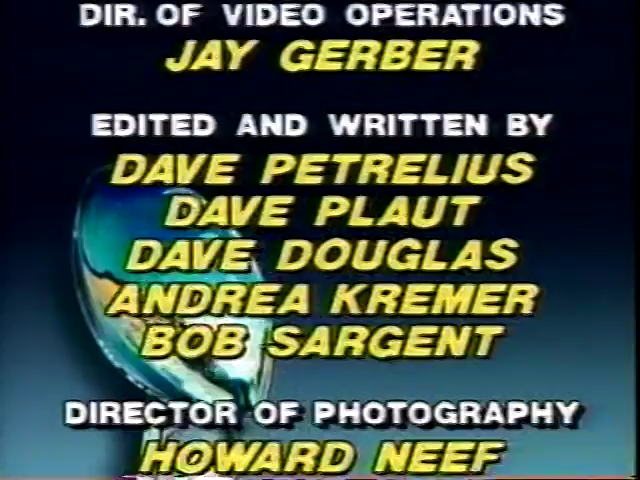 DIR. OF VIDEO OPERATIONS
JAY GERBER
EDITED AND WRITTEN BY
DAVE PETRELIUS
DAVE PLAUT
DAVE DOUGLAS
ANDREA KREMER
BOB SARGENT
DIRECTOR OF PHOTOGRAPHY
HOWARD NEEF